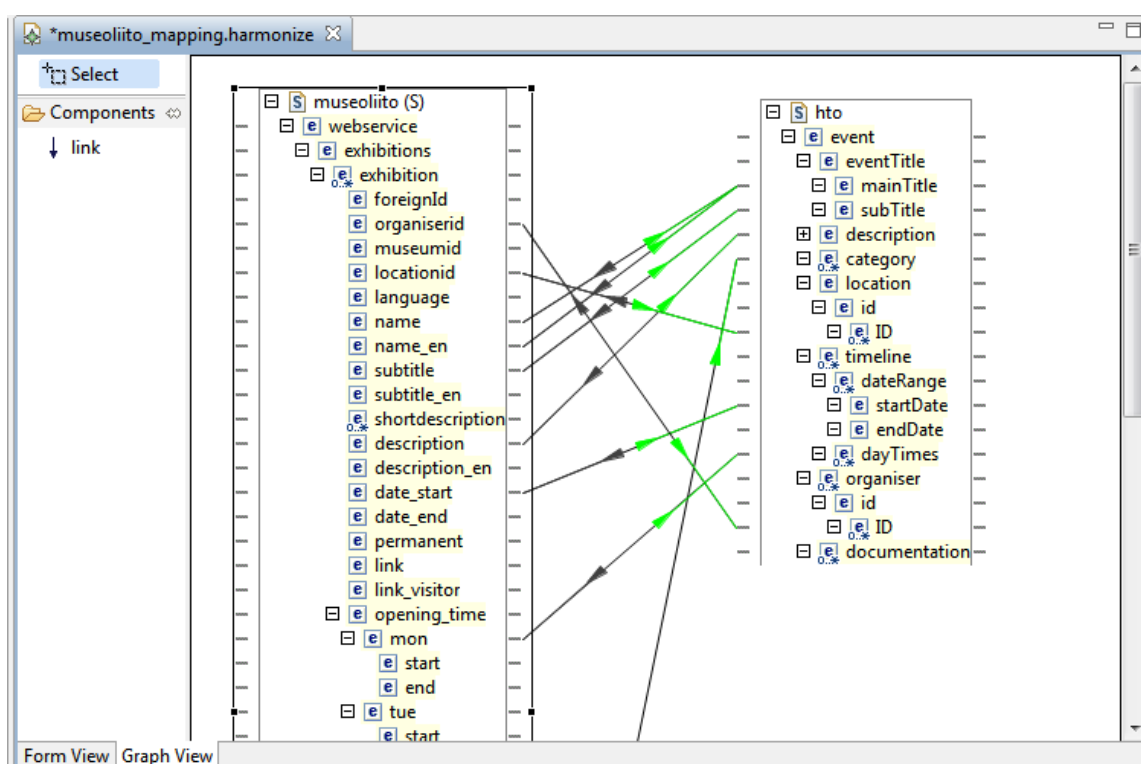 *museoliito_mapping.harmonize
Select
Components
link
museoliito (S)
webservice
exhibitions
exhibition
foreignId
organiserid
museumid
locationid
language
name
name_en
subtitle
subtitle_en
shortdescription
description
description_en
date_start
date_end
permanent
link
link_visitor
opening_time
mon
start
end
tue
start
hto
event
eventTitle
mainTitle
subTitle
description
category
location
id
ID
timeline
dateRange
startDate
endDate
dayTimes
organiser
id
ID
documentation
Form View Graph View